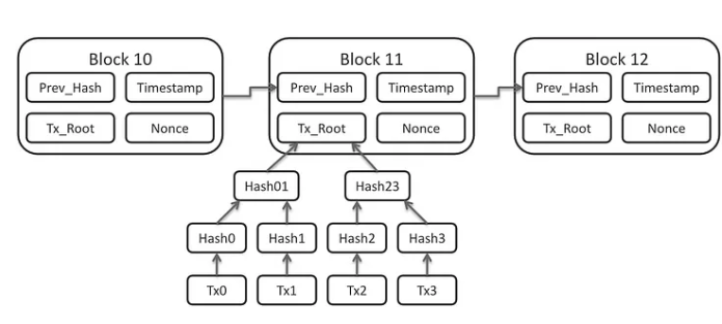 Block 10
Block 11
Block 12
Prev_Hash
Timestamp
Prev_Hash
Timestamp
Prev_Hash
Timestamp
Tx_Root
Nonce
Tx_Root
Nonce
Tx_Root
Nonce
Hash01
Hash23
Hash0
Hash1
Hash2
Hash3
Tx0
Tx1
Tx2
Tx3